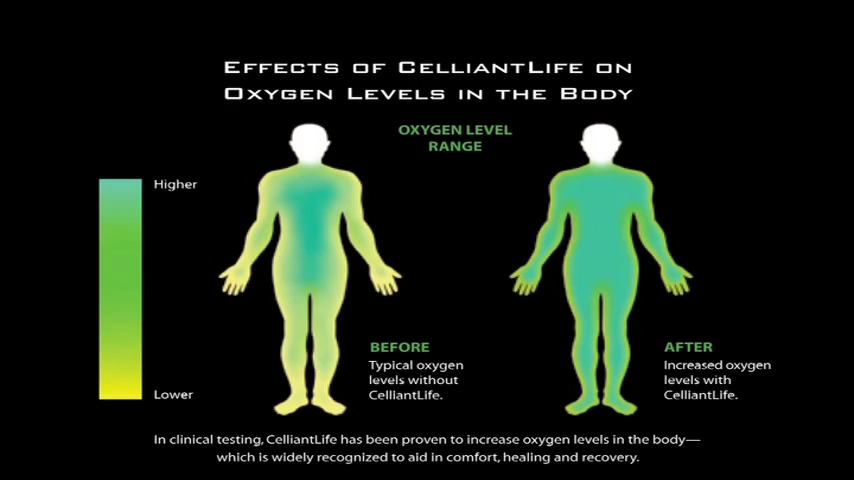 Effects of CelliantLife on
Oxygen Levels in the Body
OXYGEN LEVEL
RANGE
Higher
Lower
BEFORE
Typical oxygen
levels without
CelliantLife.
AFTER
Increased oxygen
levels with
CelliantLife.
In clinical testing, CelliantLife has been proven to increase oxygen levels in the body—
which is widely recognized to aid in comfort, healing and recovery.